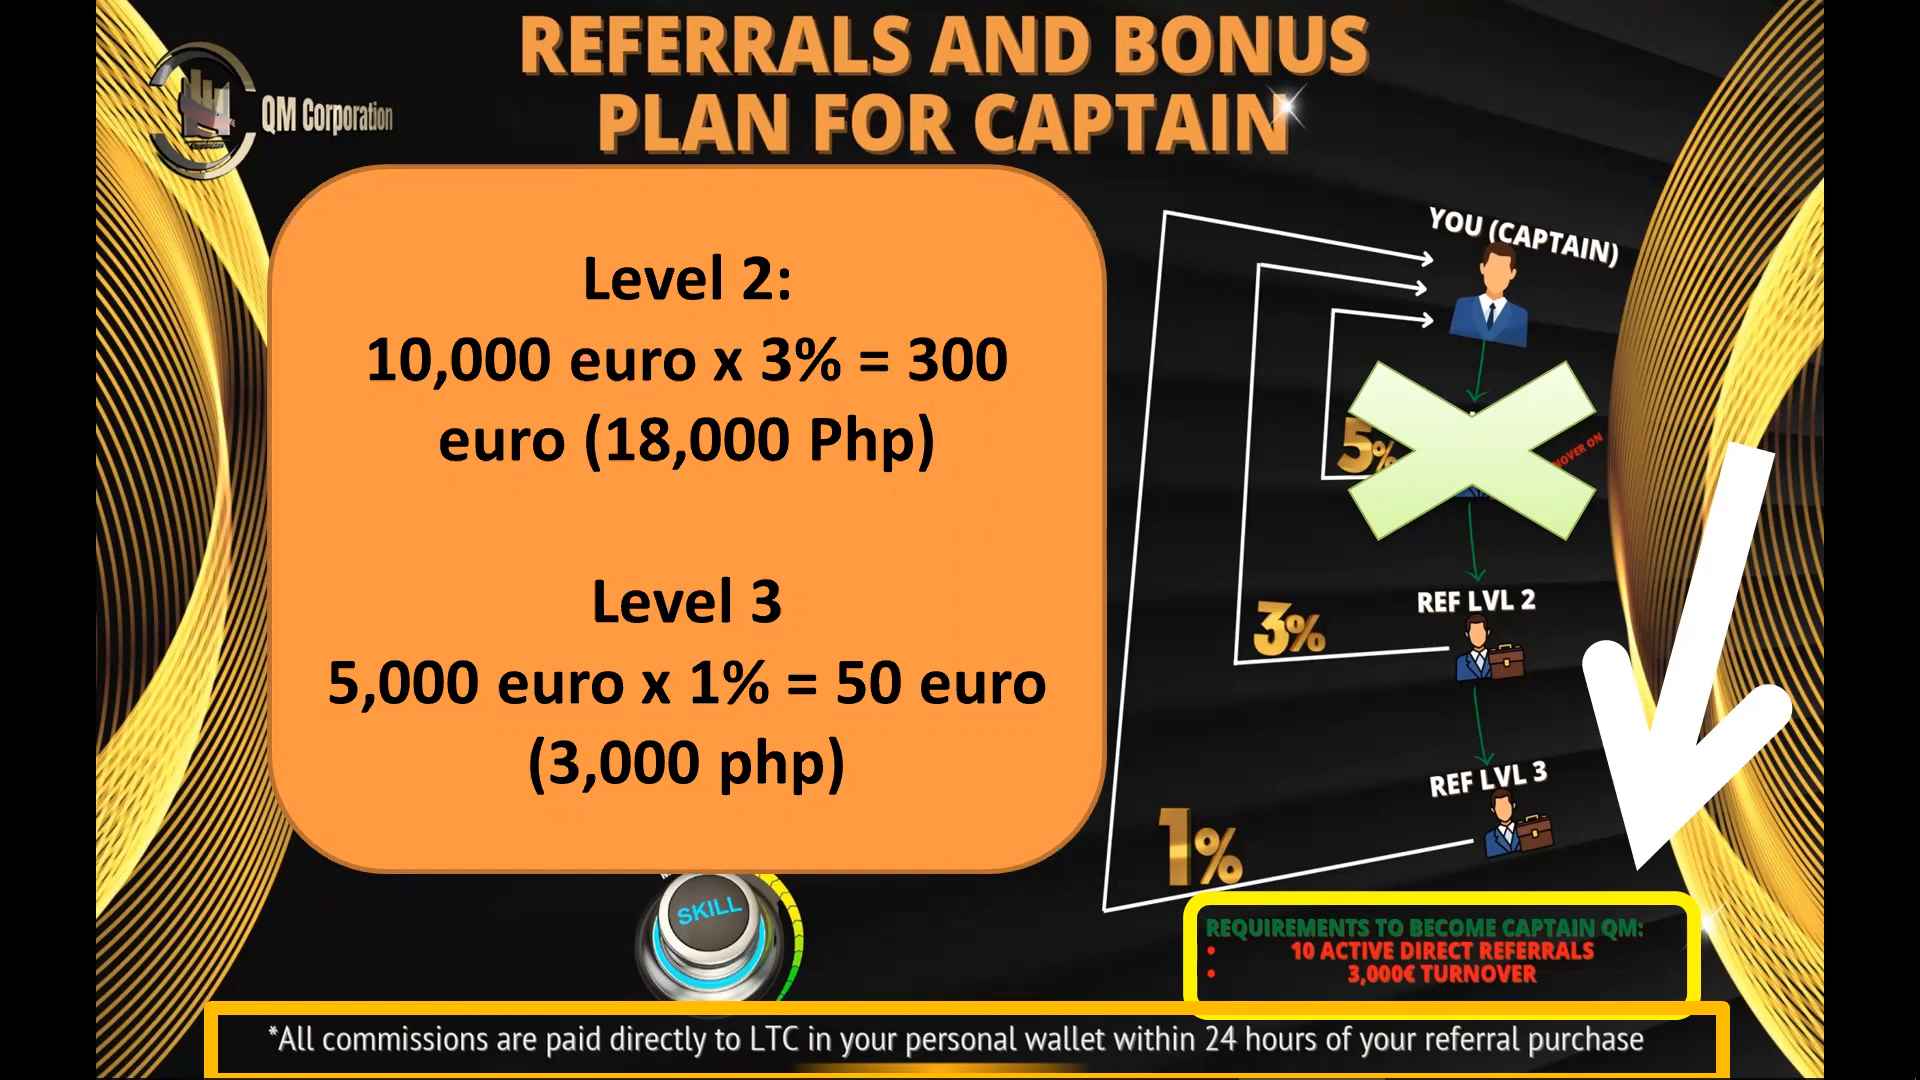 REFERRALS AND BONUS
PLAN FOR CAPTAIN
QM Corporation
Level 2:
10,000 euro x 3% = 300
euro (18,000 Php)
Level 3
5,000 euro x 1% = 50 euro
(3,000 php)
YOU (CAPTAIN)
5%
OVER ON
REF LVL 2
3%
REF LVL 3
1%
SKILL
REQUIREMENTS TO BECOME CAPTAIN QM:
• 10 ACTIVE DIRECT REFERRALS
• 3,000€ TURNOVER
*All commissions are paid directly to LTC in your personal wallet within 24 hours of your referral purchase